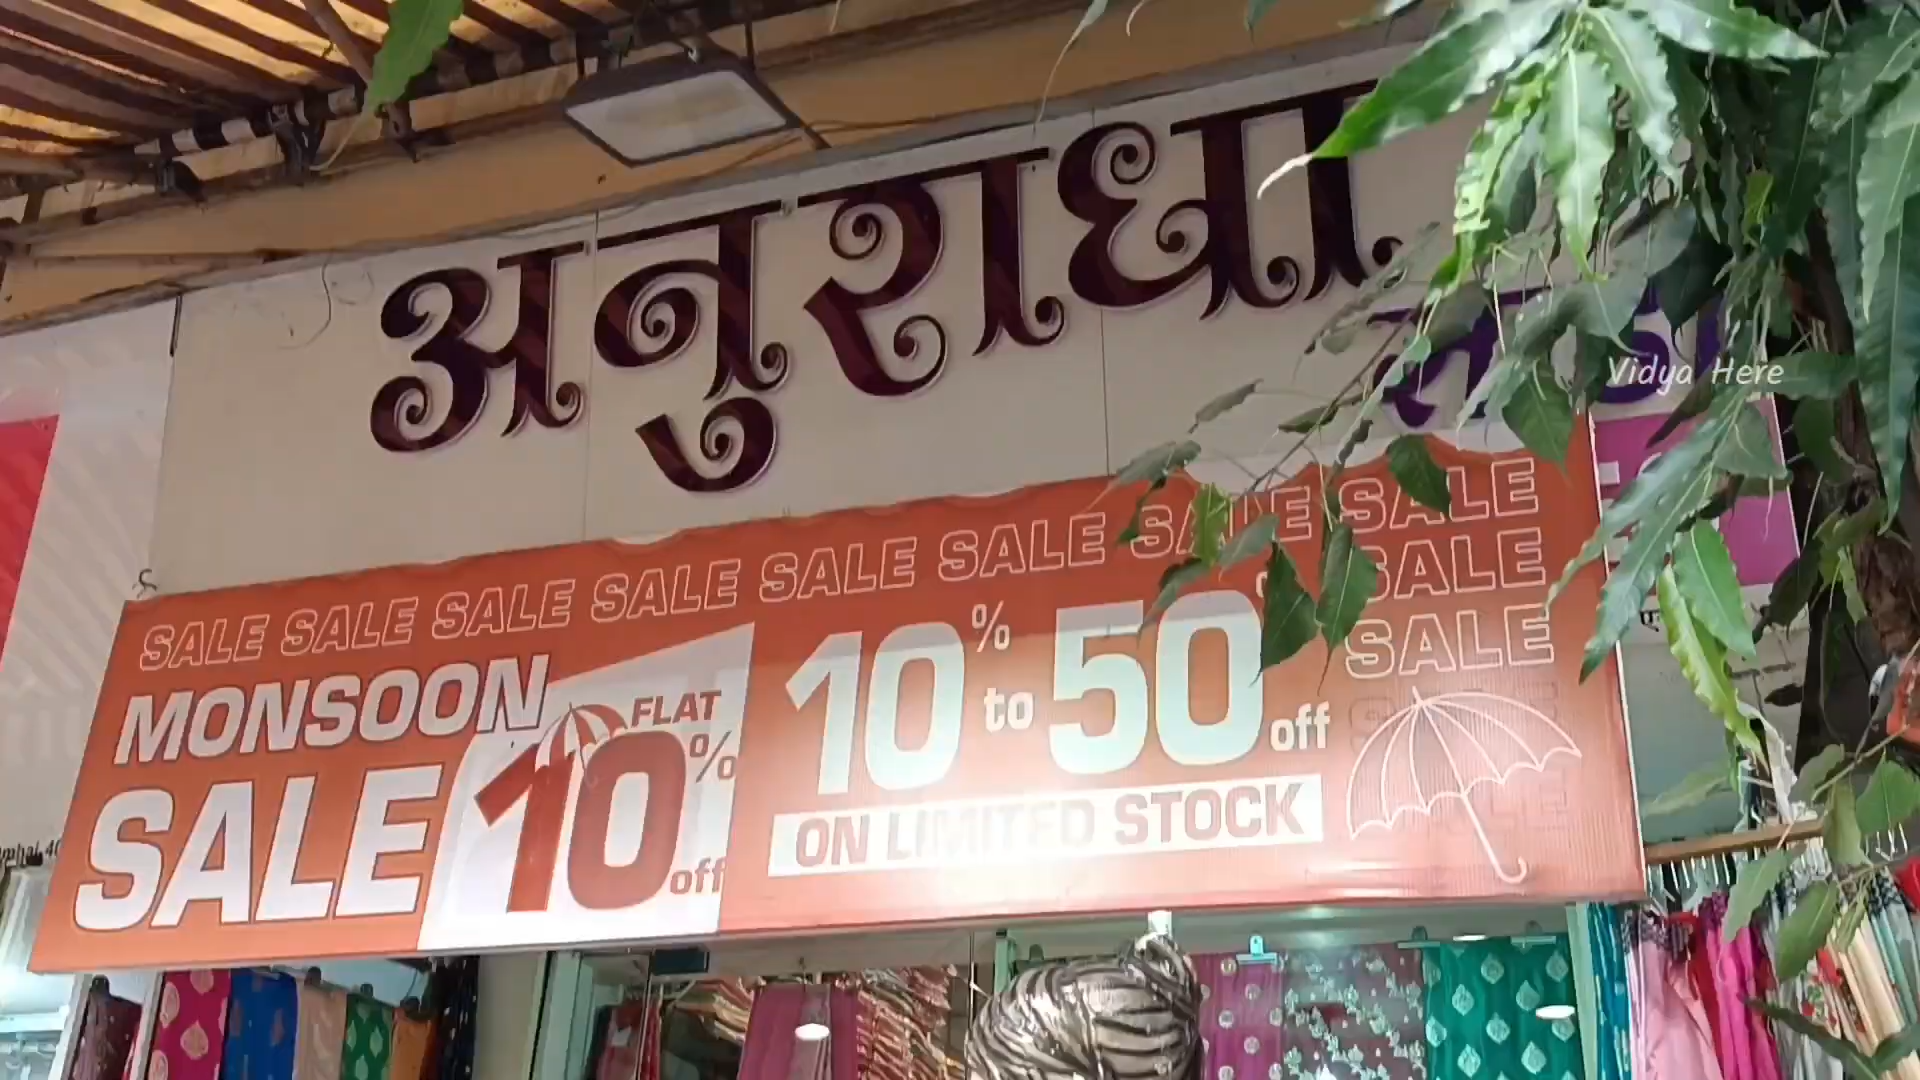 अनुराधा
Vidya Here
SALE SALE SALE SALE SALE SALE SALE SALE
SALE
SALE
MONSOON
SALE
FLAT
10%
off
10% to 50% off
ON LIMITED STOCK